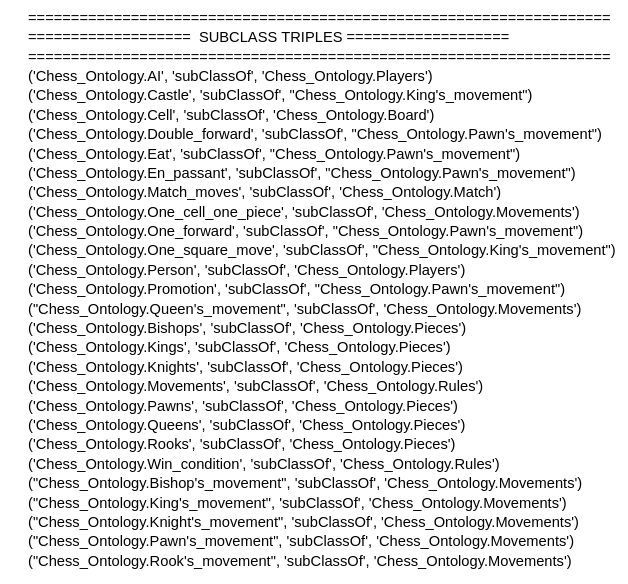 ====================================================================
===================  SUBCLASS TRIPLES ===================
====================================================================
('Chess_Ontology.AI', 'subClassOf', 'Chess_Ontology.Players')
('Chess_Ontology.Castle', 'subClassOf', "Chess_Ontology.King's_movement")
('Chess_Ontology.Cell', 'subClassOf', 'Chess_Ontology.Board')
('Chess_Ontology.Double_forward', 'subClassOf', "Chess_Ontology.Pawn's_movement")
('Chess_Ontology.Eat', 'subClassOf', "Chess_Ontology.Pawn's_movement")
('Chess_Ontology.En_passant', 'subClassOf', "Chess_Ontology.Pawn's_movement")
('Chess_Ontology.Match_moves', 'subClassOf', 'Chess_Ontology.Match')
('Chess_Ontology.One_cell_one_piece', 'subClassOf', 'Chess_Ontology.Movements')
('Chess_Ontology.One_forward', 'subClassOf', "Chess_Ontology.Pawn's_movement")
('Chess_Ontology.One_square_move', 'subClassOf', "Chess_Ontology.King's_movement")
('Chess_Ontology.Person', 'subClassOf', 'Chess_Ontology.Players')
('Chess_Ontology.Promotion', 'subClassOf', "Chess_Ontology.Pawn's_movement")
("Chess_Ontology.Queen's_movement", 'subClassOf', 'Chess_Ontology.Movements')
('Chess_Ontology.Bishops', 'subClassOf', 'Chess_Ontology.Pieces')
('Chess_Ontology.Kings', 'subClassOf', 'Chess_Ontology.Pieces')
('Chess_Ontology.Knights', 'subClassOf', 'Chess_Ontology.Pieces')
('Chess_Ontology.Movements', 'subClassOf', 'Chess_Ontology.Rules')
('Chess_Ontology.Pawns', 'subClassOf', 'Chess_Ontology.Pieces')
('Chess_Ontology.Queens', 'subClassOf', 'Chess_Ontology.Pieces')
('Chess_Ontology.Rooks', 'subClassOf', 'Chess_Ontology.Pieces')
('Chess_Ontology.Win_condition', 'subClassOf', 'Chess_Ontology.Rules')
("Chess_Ontology.Bishop's_movement", 'subClassOf', 'Chess_Ontology.Movements')
("Chess_Ontology.King's_movement", 'subClassOf', 'Chess_Ontology.Movements')
("Chess_Ontology.Knight's_movement", 'subClassOf', 'Chess_Ontology.Movements')
("Chess_Ontology.Pawn's_movement", 'subClassOf', 'Chess_Ontology.Movements')
("Chess_Ontology.Rook's_movement", 'subClassOf', 'Chess_Ontology.Movements')